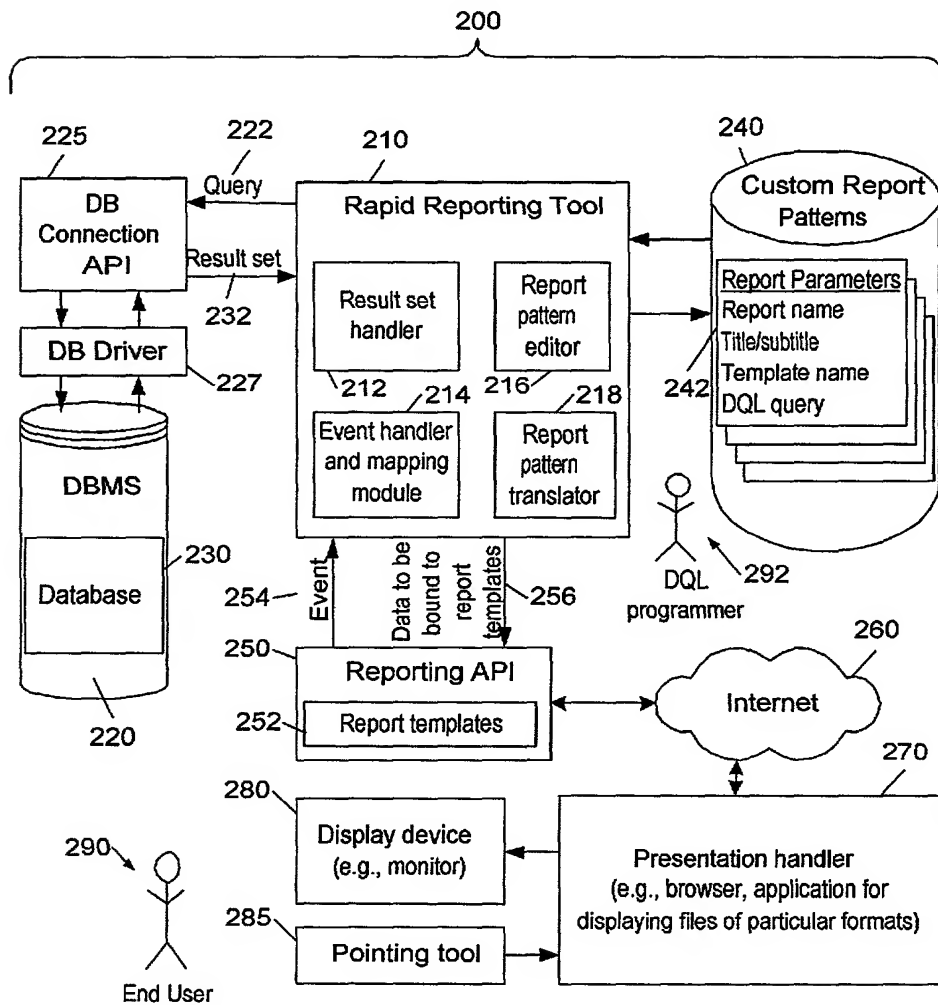 200
225
222
210
240
DB
Connection
API
Query
Result set
232
Rapid Reporting Tool
Custom Report
Patterns
Result set
handler
Report
pattern
editor
Report Parameters
Report name
Title/subtitle
Template name
DQL query
242
DB Driver
227
212
214
216
218
Event handler
and mapping
module
Report
pattern
translator
DBMS
230
Database
220
254
Event
Data to be
bound to
report
templates
256
DQL
programmer
292
250
Reporting API
252
Report templates
260
Internet
270
280
Display device
(e.g., monitor)
Presentation handler
(e.g., browser, application for
displaying files of particular formats)
290
End User
285
Pointing tool